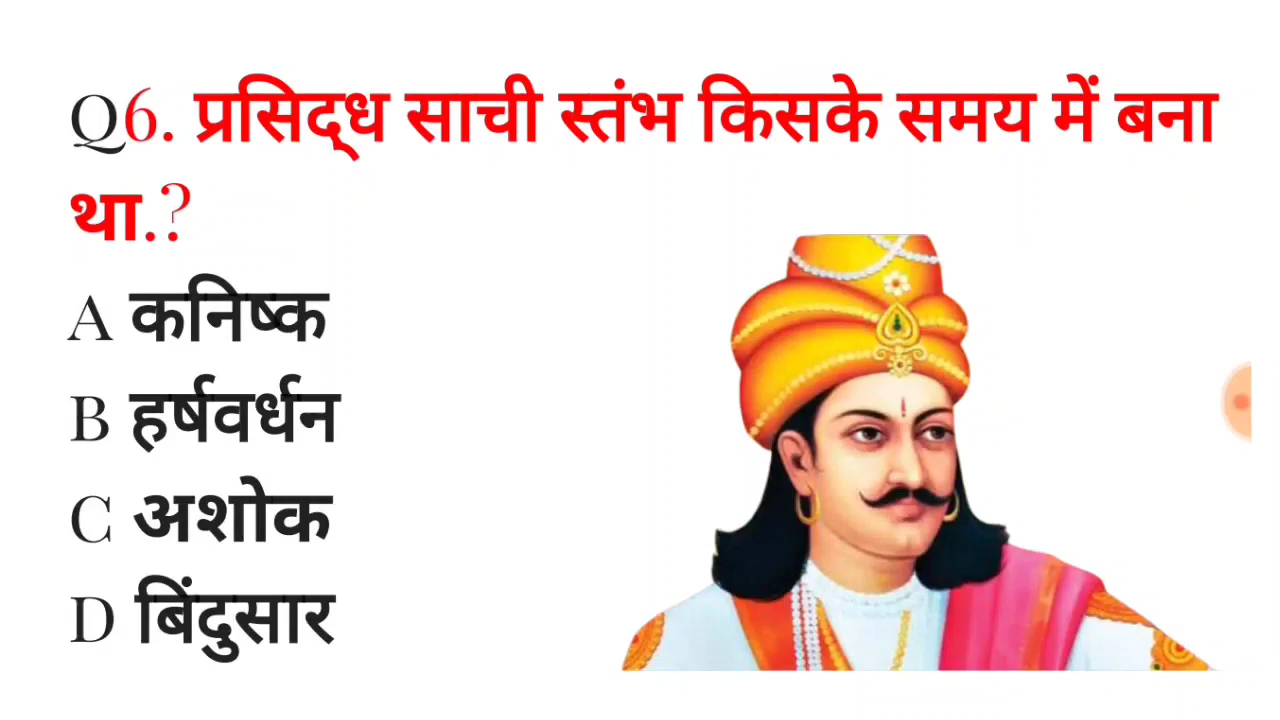 Q6. प्रसिद्ध साची स्तंभ किसके समय में बना
था.?
A कनिष्क
B हर्षवर्धन
C अशोक
D बिंदुसार